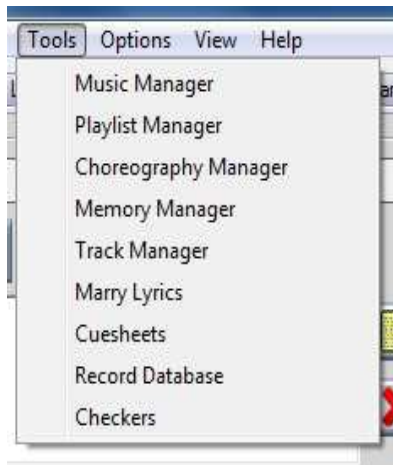 Tools Options View Help
Music Manager
Playlist Manager
Choreography Manager
Memory Manager
Track Manager
Marry Lyrics
Cuesheets
Record Database
Checkers